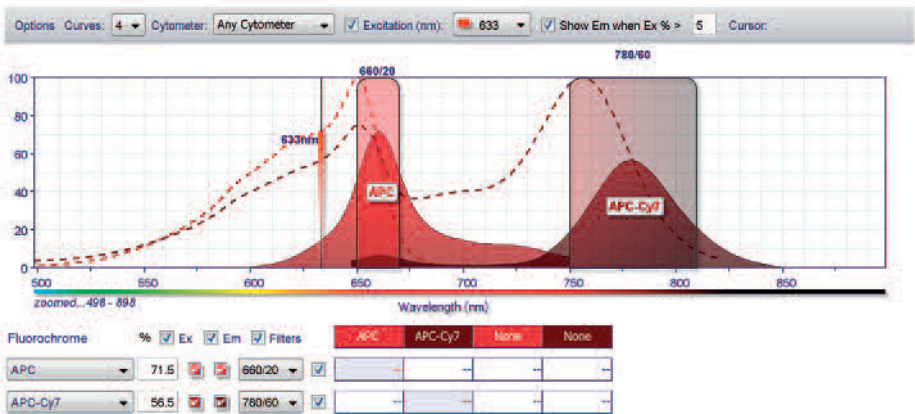 Options Curves: 4 Cytometer: Any Cytometer Excitation (nm): 633 Show Em when Ex % > 5 Cursor:
780/60
660/20
100
80
633nm
60
40
APC
APC-Cy7
20
0
500 550 600 650 700 750 800 850
zoomed...498 - 898
Wavelength (nm)
Fluorochrome % Ex Em Filters APC APC-Cy7 None None
APC 71.5 660/20 -- -- -- --
APC-Cy7 56.5 780/60 -- -- -- --